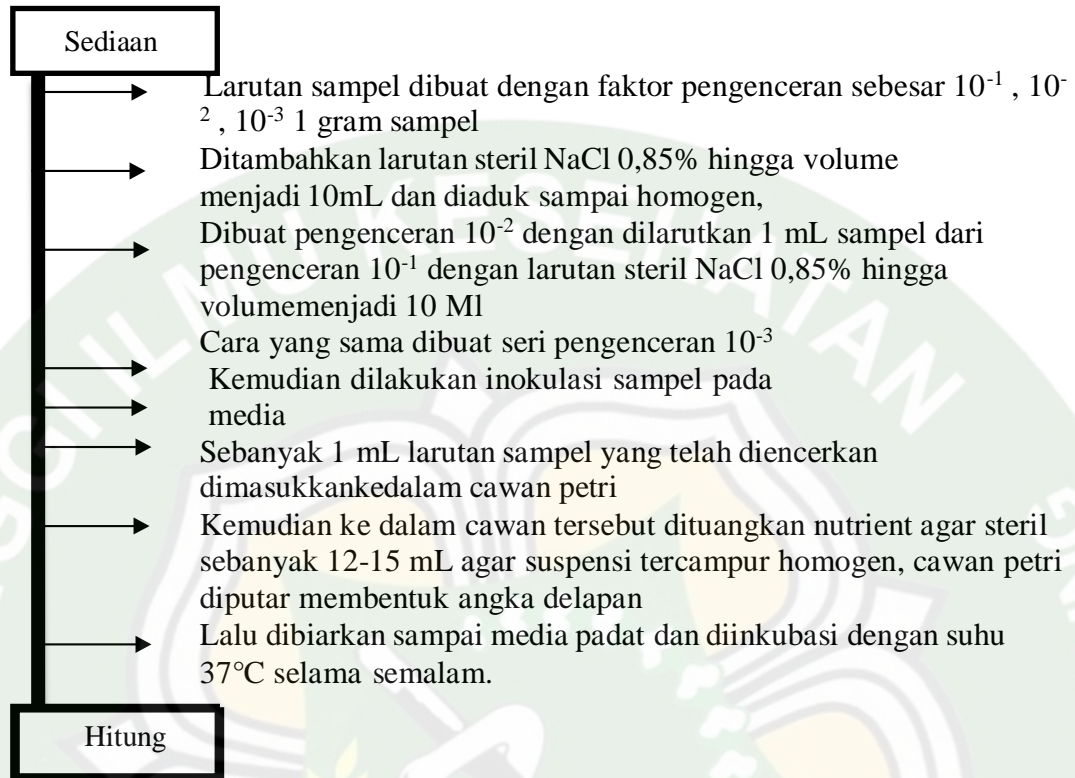 Sediaan
Larutan sampel dibuat dengan faktor pengenceran sebesar 10⁻¹ , 10⁻
² , 10⁻³ 1 gram sampel
Ditambahkan larutan steril NaCl 0,85% hingga volume
menjadi 10mL dan diaduk sampai homogen,
Dibuat pengenceran 10⁻² dengan dilarutkan 1 mL sampel dari
pengenceran 10⁻¹ dengan larutan steril NaCl 0,85% hingga
volumemenjadi 10 Ml
Cara yang sama dibuat seri pengenceran 10⁻³
Kemudian dilakukan inokulasi sampel pada
media
Sebanyak 1 mL larutan sampel yang telah diencerkan
dimasukkankedalam cawan petri
Kemudian ke dalam cawan tersebut dituangkan nutrient agar steril
sebanyak 12-15 mL agar suspensi tercampur homogen, cawan petri
diputar membentuk angka delapan
Lalu dibiarkan sampai media padat dan diinkubasi dengan suhu
37°C selama semalam.
Hitung
GGI ILMU KESEHATAN